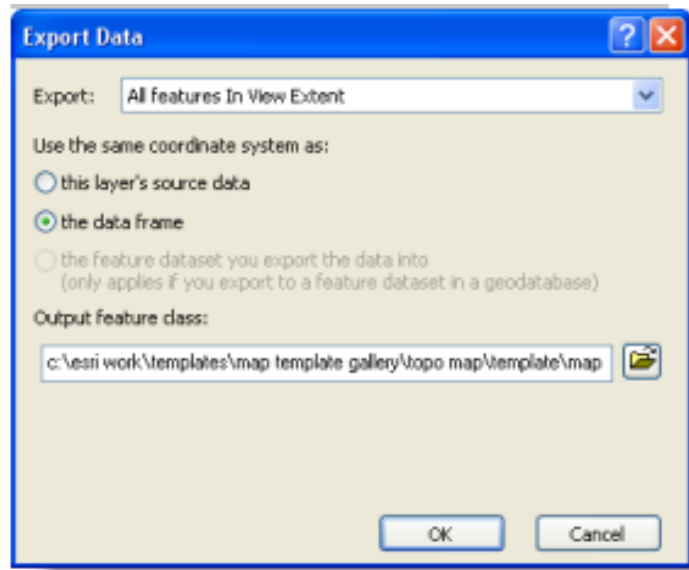 Export Data
Export: All features In View Extent
Use the same coordinate system as:
this layer's source data
the data frame
the feature dataset you export the data into
(only applies if you export to a feature dataset in a geodatabase)
Output feature class:
c:\esri work\templates\map template gallery\topo map\template\map
OK Cancel